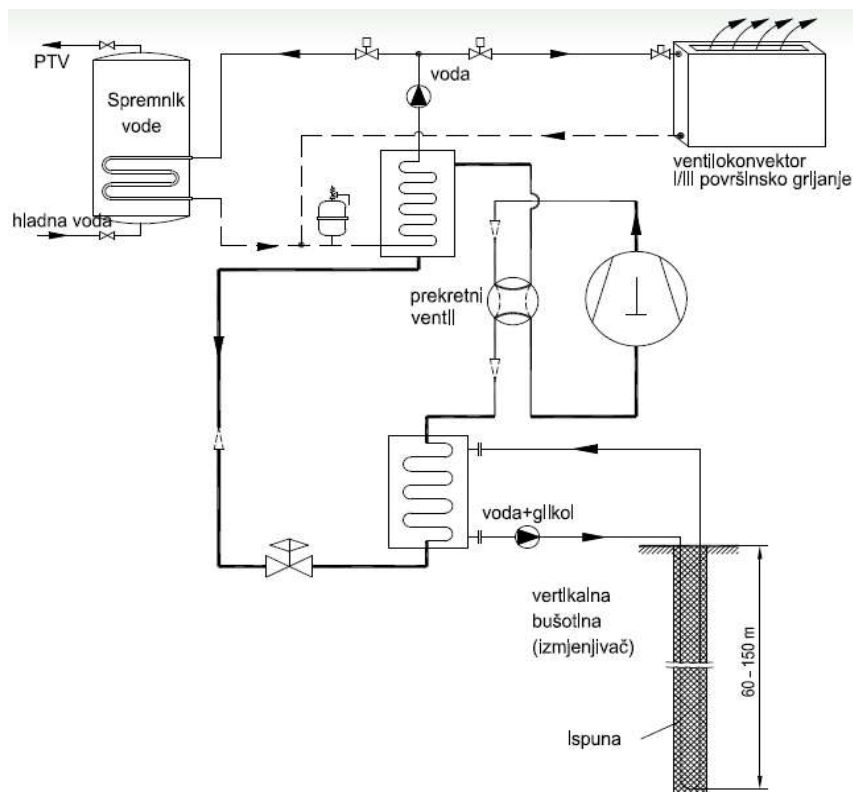 PTV
Spremnik
vode
hladna voda
voda
ventilokonvektor
I/III površinsko grijanje
prekretni
ventil
voda+glikol
vertikalna
bušotina
(izmjenjivač)
60 – 150 m
Ispuna